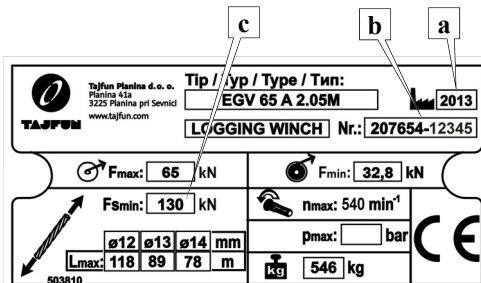 c b a
Tajfun Planina d. o. o.
Planina 41a
3225 Planina pri Sevnici
www.tajfun.com
TAJFUN
Tip / Typ / Type / Тип:
EGV 65 A 2.05M
2013
LOGGING WINCH Nr.: 207654-12345
Fmax: 65 kN
Fmin: 32,8 kN
Fsmin: 130 kN
nmax: 540 min-1
ø12 ø13 ø14 mm
Lmax: 118 89 78 m
pmax: bar
kg 546 kg
503810
CE